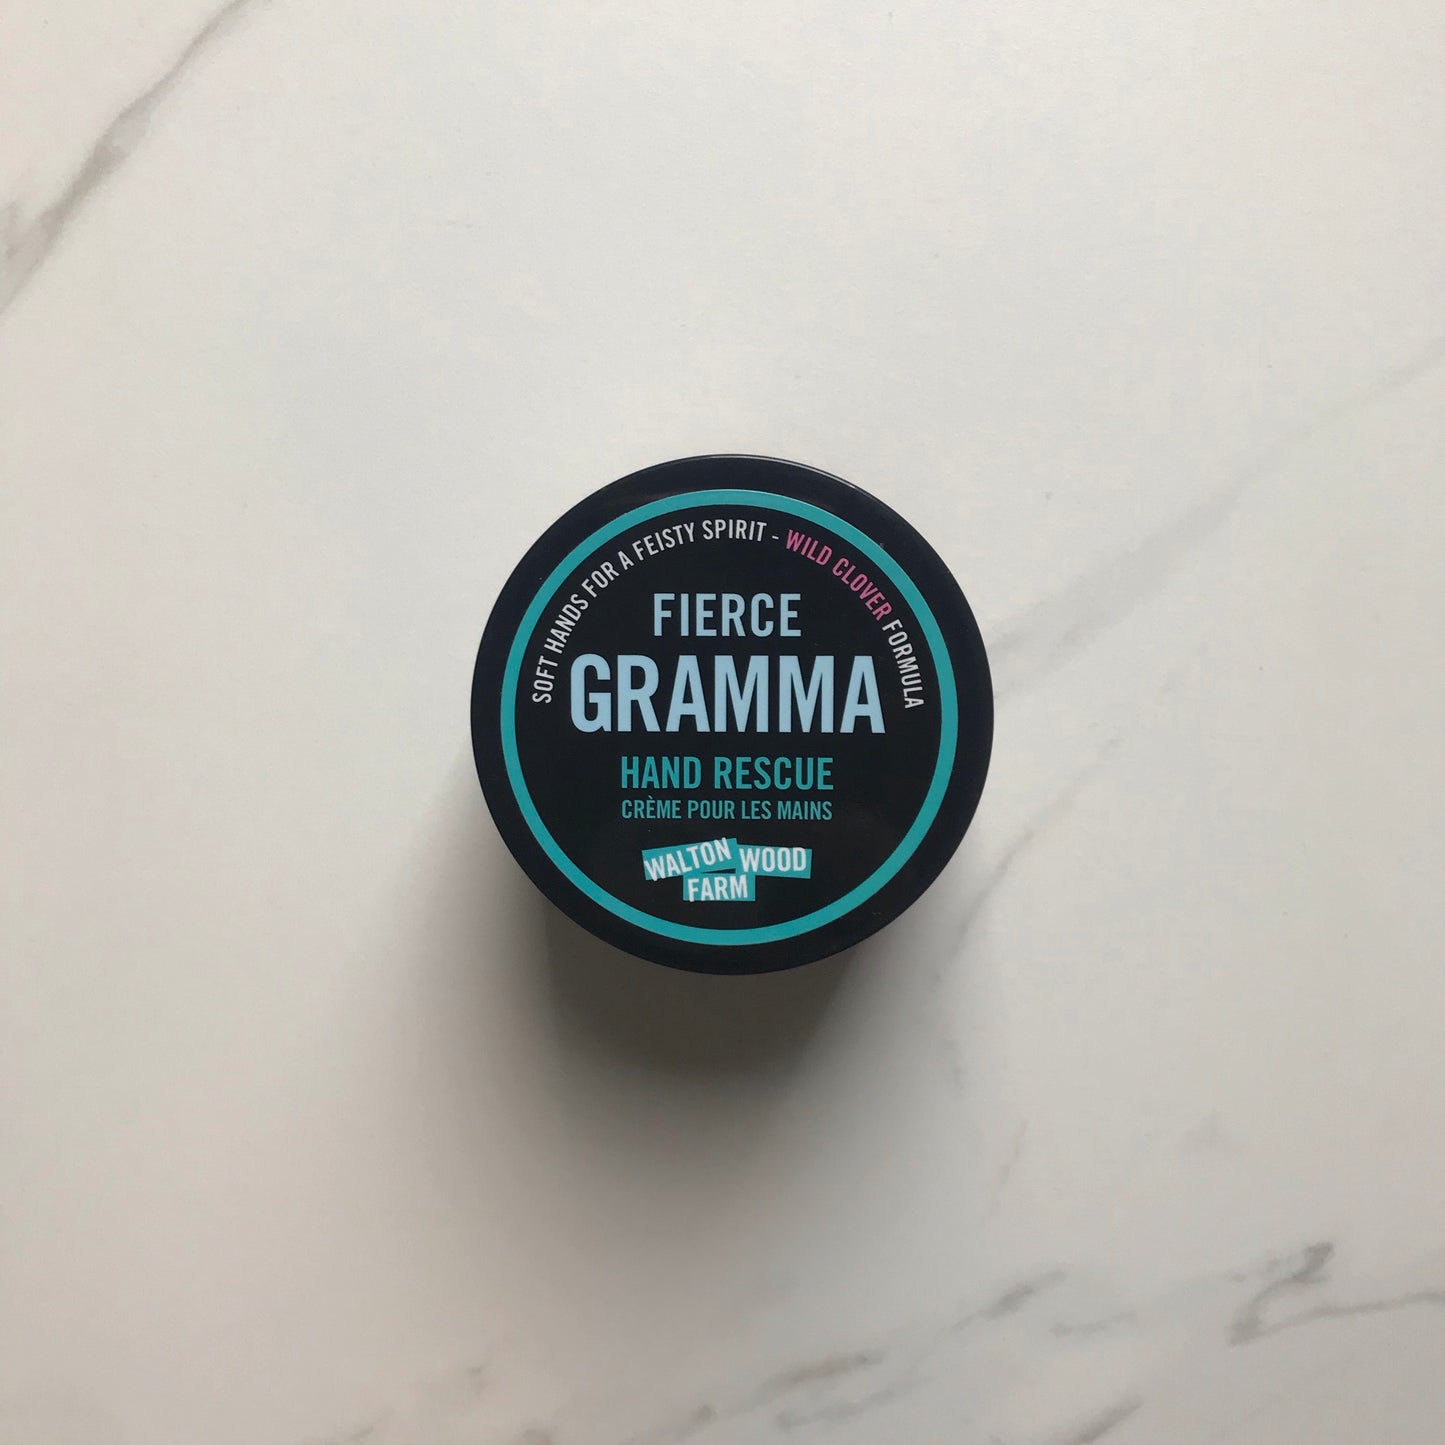 SOFT HANDS FOR A FEISTY SPIRIT - WILD CLOVER FORMULA
FIERCE
GRAMMA
HAND RESCUE
CRÈME POUR LES MAINS
WALTON WOOD
FARM